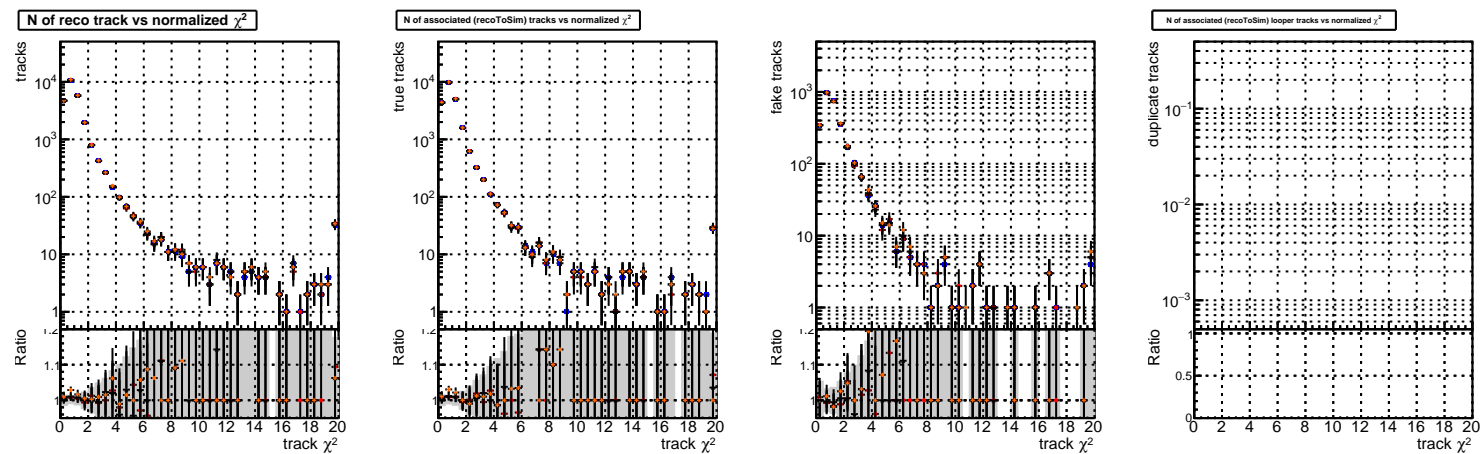 N of reco track vs normalized χ²
tracks
10⁴
10³
10²
10
1
Ratio
1.2
1.1
1
0 2 4 6 8 10 12 14 16 18 20
track χ²
N of associated (recoToSim) tracks vs normalized χ²
true tracks
10⁴
10³
10²
10
1
Ratio
1.2
1.1
1
0 2 4 6 8 10 12 14 16 18 20
track χ²
fake tracks
10³
10²
10
1
Ratio
1.2
1.1
1
0 2 4 6 8 10 12 14 16 18 20
track χ²
N of associated (recoToSim) looper tracks vs normalized χ²
duplicate tracks
10⁻¹
10⁻²
10⁻³
Ratio
1
0.5
0
0 2 4 6 8 10 12 14 16 18 20
track χ²